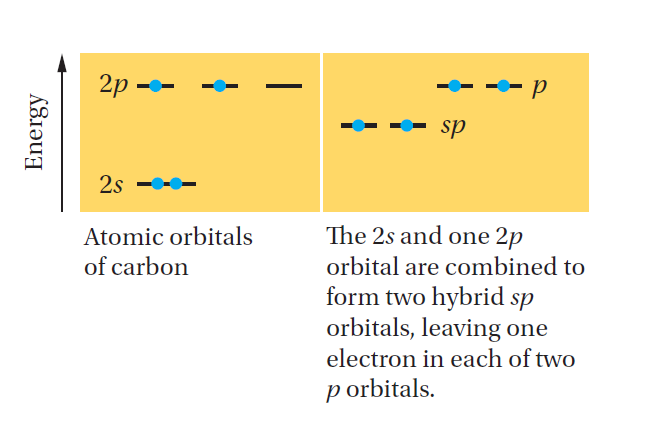 Energy
2p
2s
p
sp
Atomic orbitals
of carbon
The 2s and one 2p
orbital are combined to
form two hybrid sp
orbitals, leaving one
electron in each of two
p orbitals.